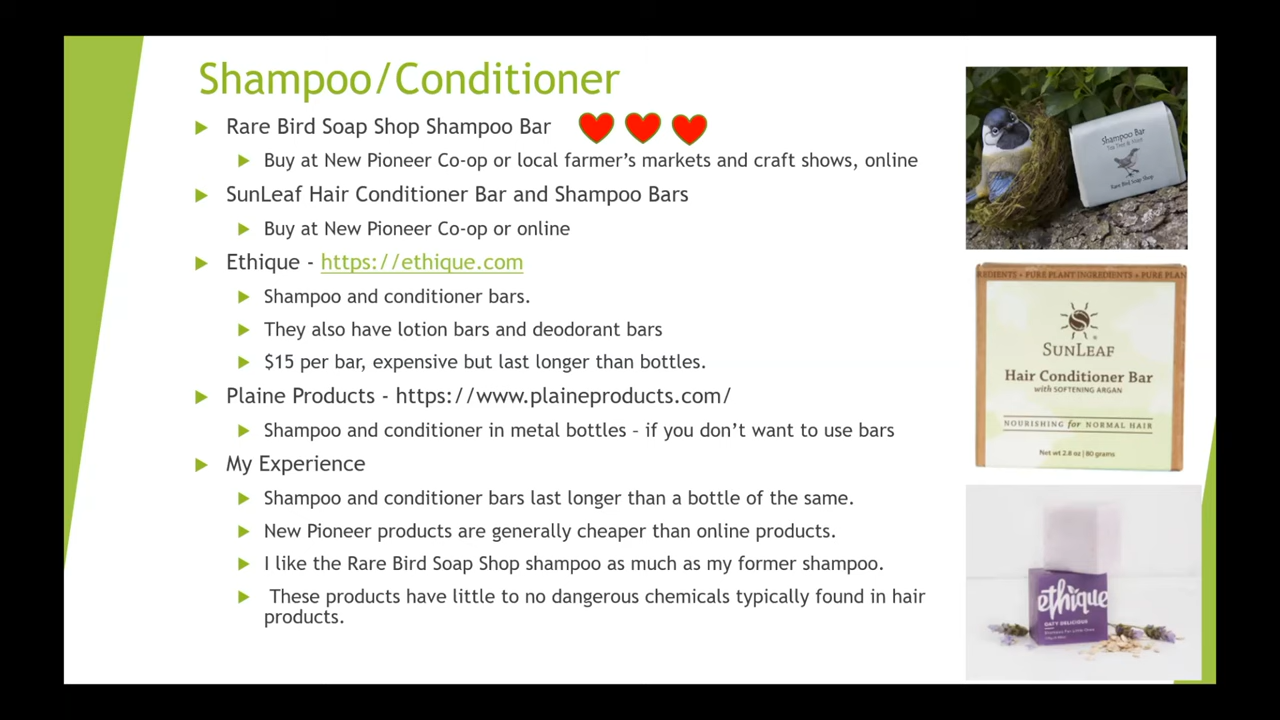 Shampoo/Conditioner
Rare Bird Soap Shop Shampoo Bar
Buy at New Pioneer Co-op or local farmer's markets and craft shows, online
SunLeaf Hair Conditioner Bar and Shampoo Bars
Buy at New Pioneer Co-op or online
Ethique - https://ethique.com
Shampoo and conditioner bars.
They also have lotion bars and deodorant bars
$15 per bar, expensive but last longer than bottles.
Plaine Products - https://www.plaineproducts.com/
Shampoo and conditioner in metal bottles – if you don't want to use bars
My Experience
Shampoo and conditioner bars last longer than a bottle of the same.
New Pioneer products are generally cheaper than online products.
I like the Rare Bird Soap Shop shampoo as much as my former shampoo.
These products have little to no dangerous chemicals typically found in hair
products.
Shampoo Bar
Tea Tree & Mint
Rare Bird Soap Shop
REDIENTS • PURE PLANT INGREDIENTS • PURE PLAN
SUNLEAF
Hair Conditioner Bar
with SOFTENING ARGAN
NOURISHING for NORMAL HAIR
Net wt 2.8 oz | 80 grams
ethique
OATY DELICIOUS